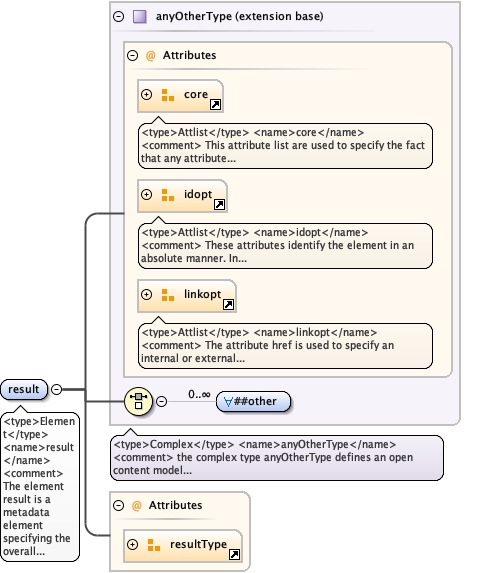 anyOtherType (extension base)
@ Attributes
core
<type>Attlist</type> <name>core</name>
<comment> This attribute list are used to specify the fact
that any attribute...
idopt
<type>Attlist</type> <name>idopt</name>
<comment> These attributes identify the element in an
absolute manner. In...
linkopt
<type>Attlist</type> <name>linkopt</name>
<comment> The attribute href is used to specify an
internal or external...
result
0..∞
∀##other
<type>Elemen
t</type>
<name>result
</name>
<comment>
The element
result is a
metadata
element
specifying the
overall...
<type>Complex</type> <name>anyOtherType</name>
<comment> the complex type anyOtherType defines an open
content model...
@ Attributes
resultType